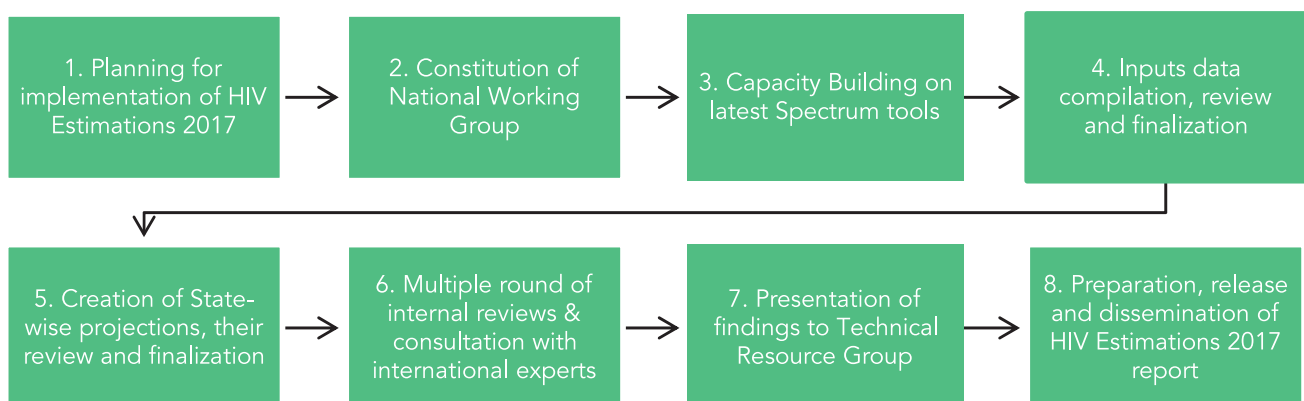 1. Planning for
implementation of HIV
Estimations 2017
2. Constitution of
National Working
Group
3. Capacity Building on
latest Spectrum tools
4. Inputs data
compilation, review
and finalization
5. Creation of State-
wise projections, their
review and finalization
6. Multiple round of
internal reviews &
consultation with
international experts
7. Presentation of
findings to Technical
Resource Group
8. Preparation, release
and dissemination of
HIV Estimations 2017
report